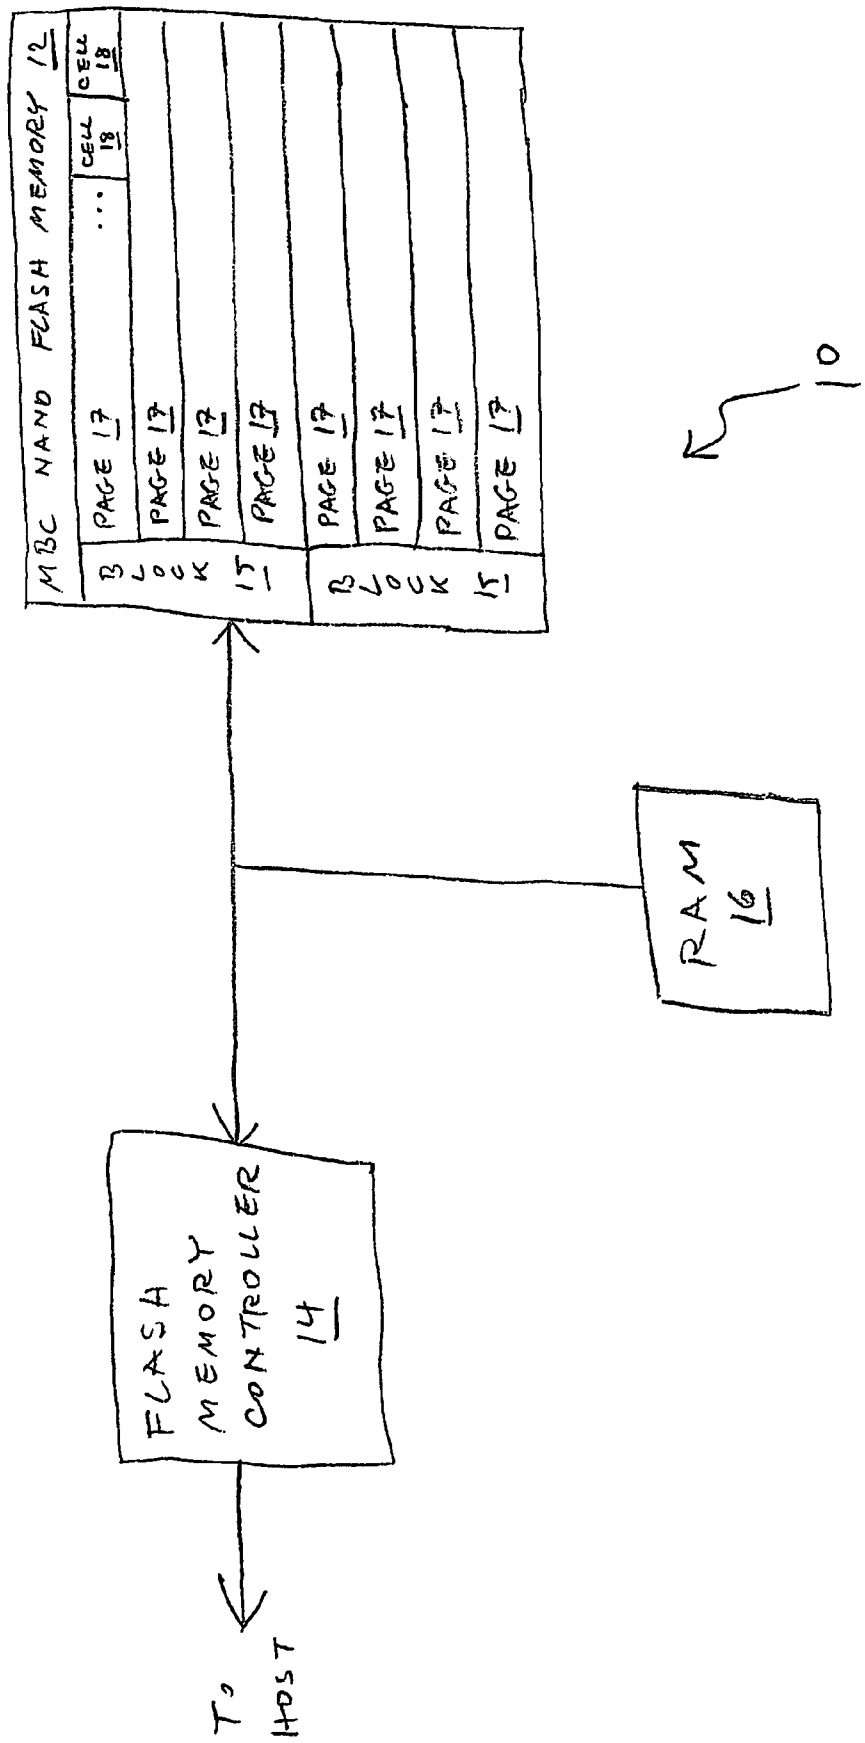 MBC NAND FLASH MEMORY 12
BLOCK 15
PAGE 17 ... CELL 18 CELL 18
PAGE 17
PAGE 17
PAGE 17
BLOCK 15
PAGE 17
PAGE 17
PAGE 17
PAGE 17
TO
HOST
FLASH
MEMORY
CONTROLLER
14
RAM
16
10